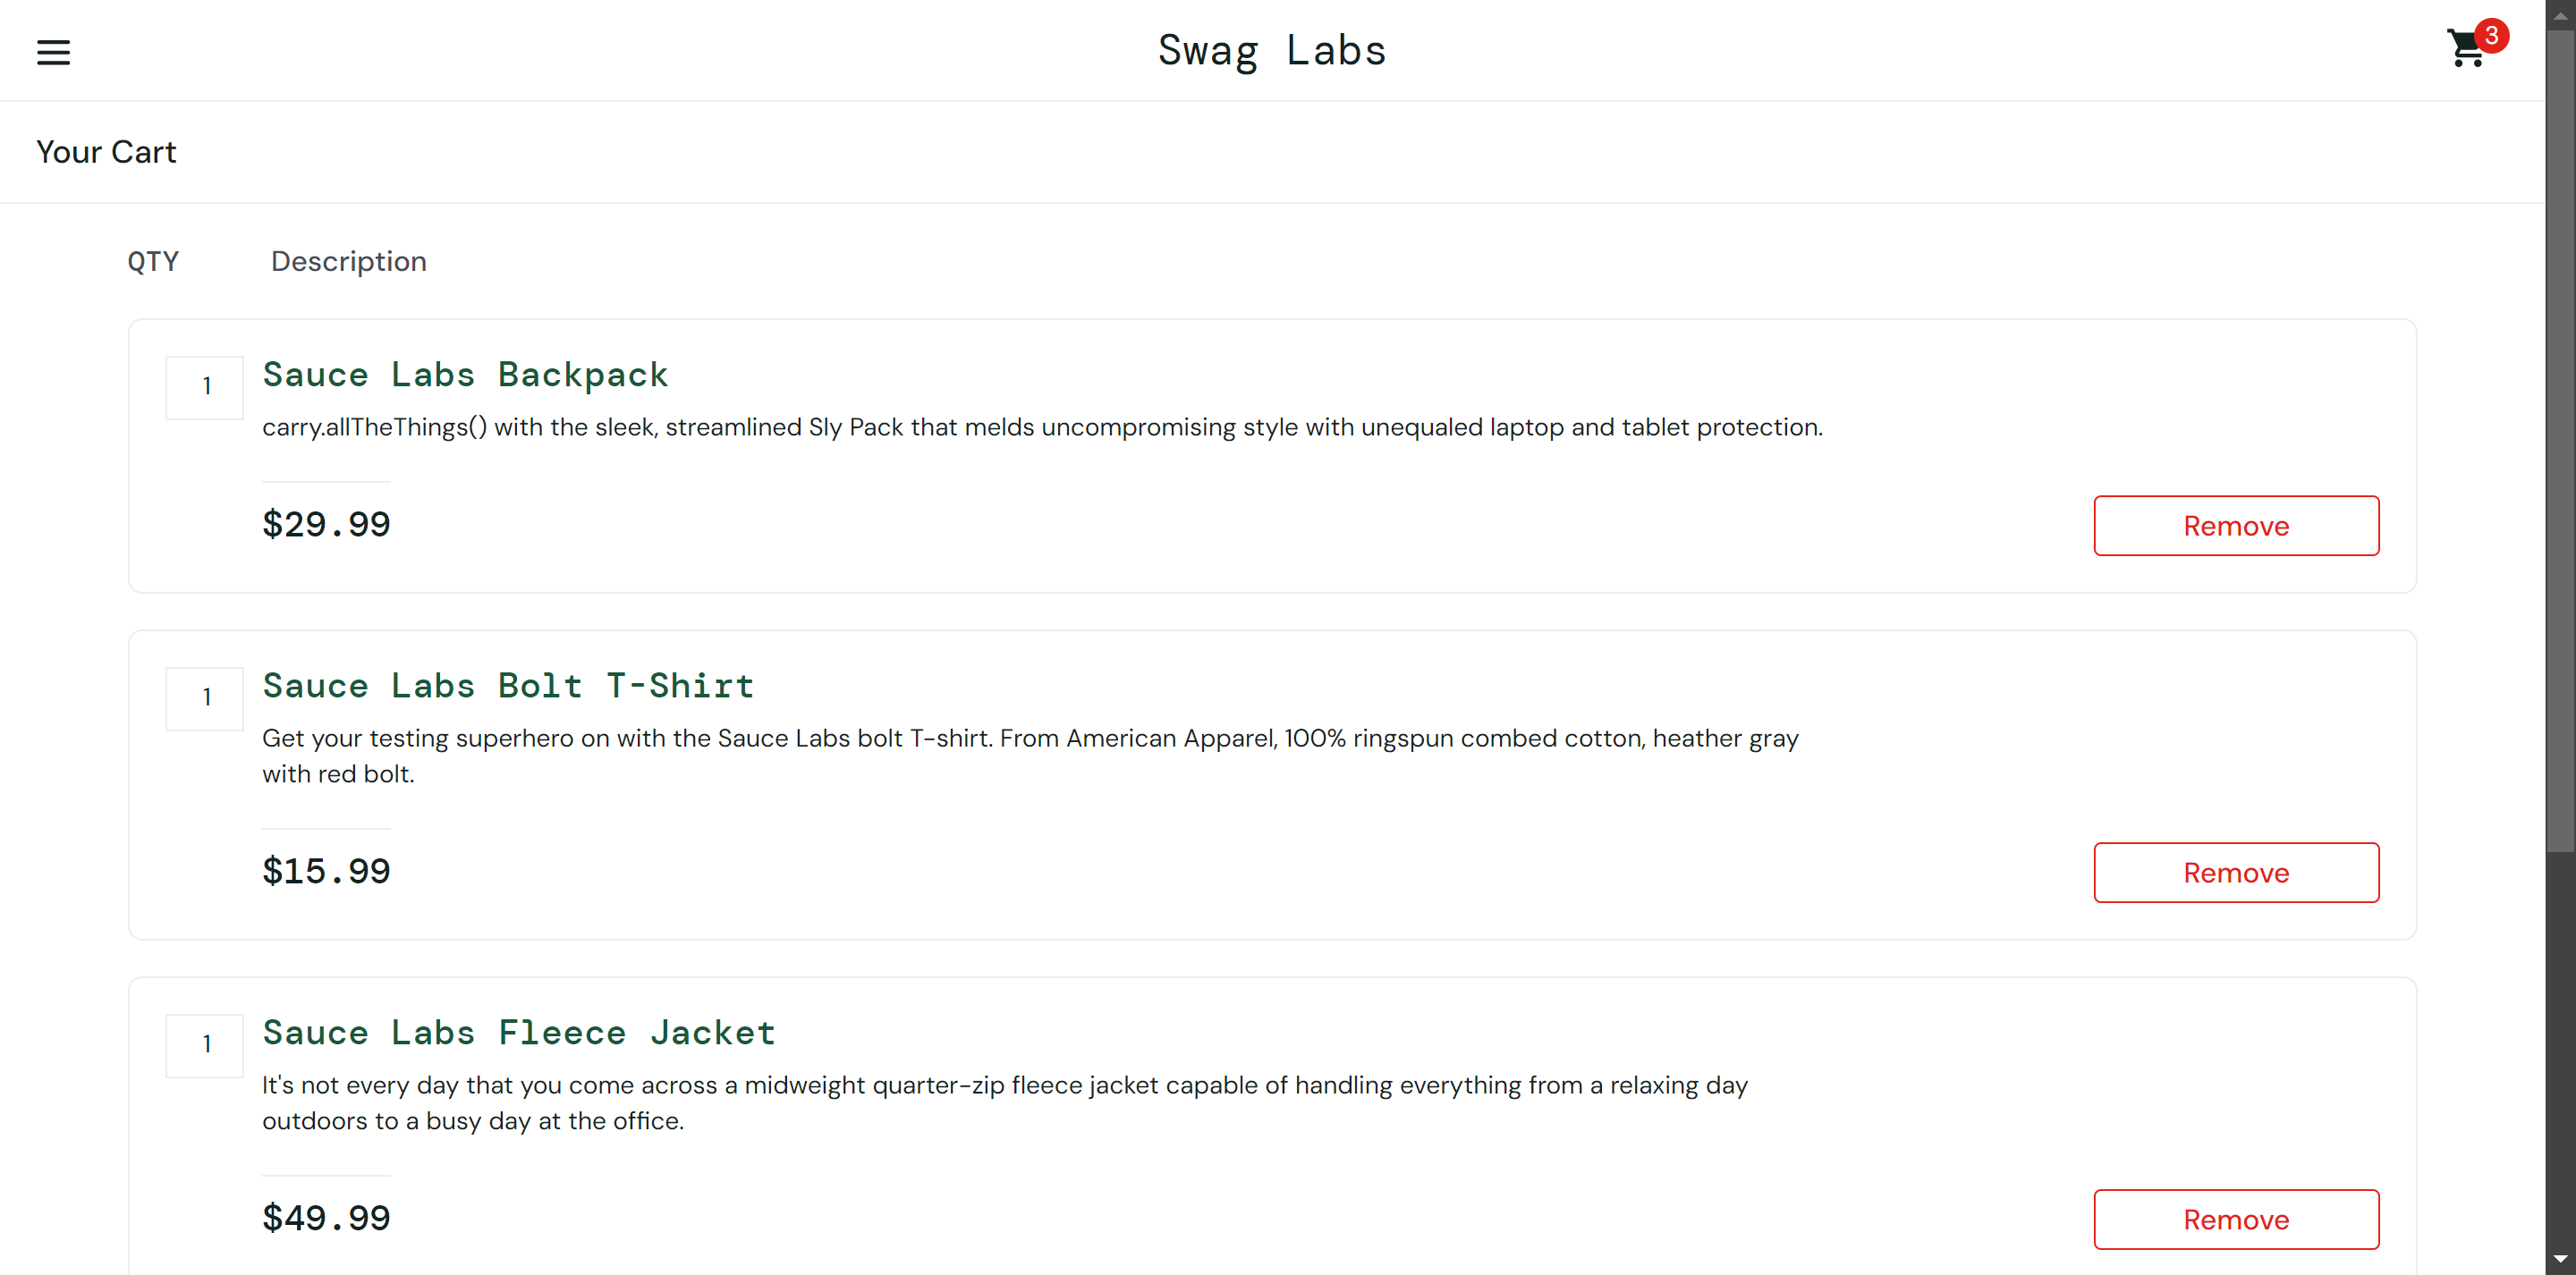 Swag Labs
3
Your Cart
QTY Description
1
Sauce Labs Backpack
carry.allTheThings() with the sleek, streamlined Sly Pack that melds uncompromising style with unequaled laptop and tablet protection.
$29.99
Remove
1
Sauce Labs Bolt T-Shirt
Get your testing superhero on with the Sauce Labs bolt T-shirt. From American Apparel, 100% ringspun combed cotton, heather gray
with red bolt.
$15.99
Remove
1
Sauce Labs Fleece Jacket
It's not every day that you come across a midweight quarter-zip fleece jacket capable of handling everything from a relaxing day
outdoors to a busy day at the office.
$49.99
Remove